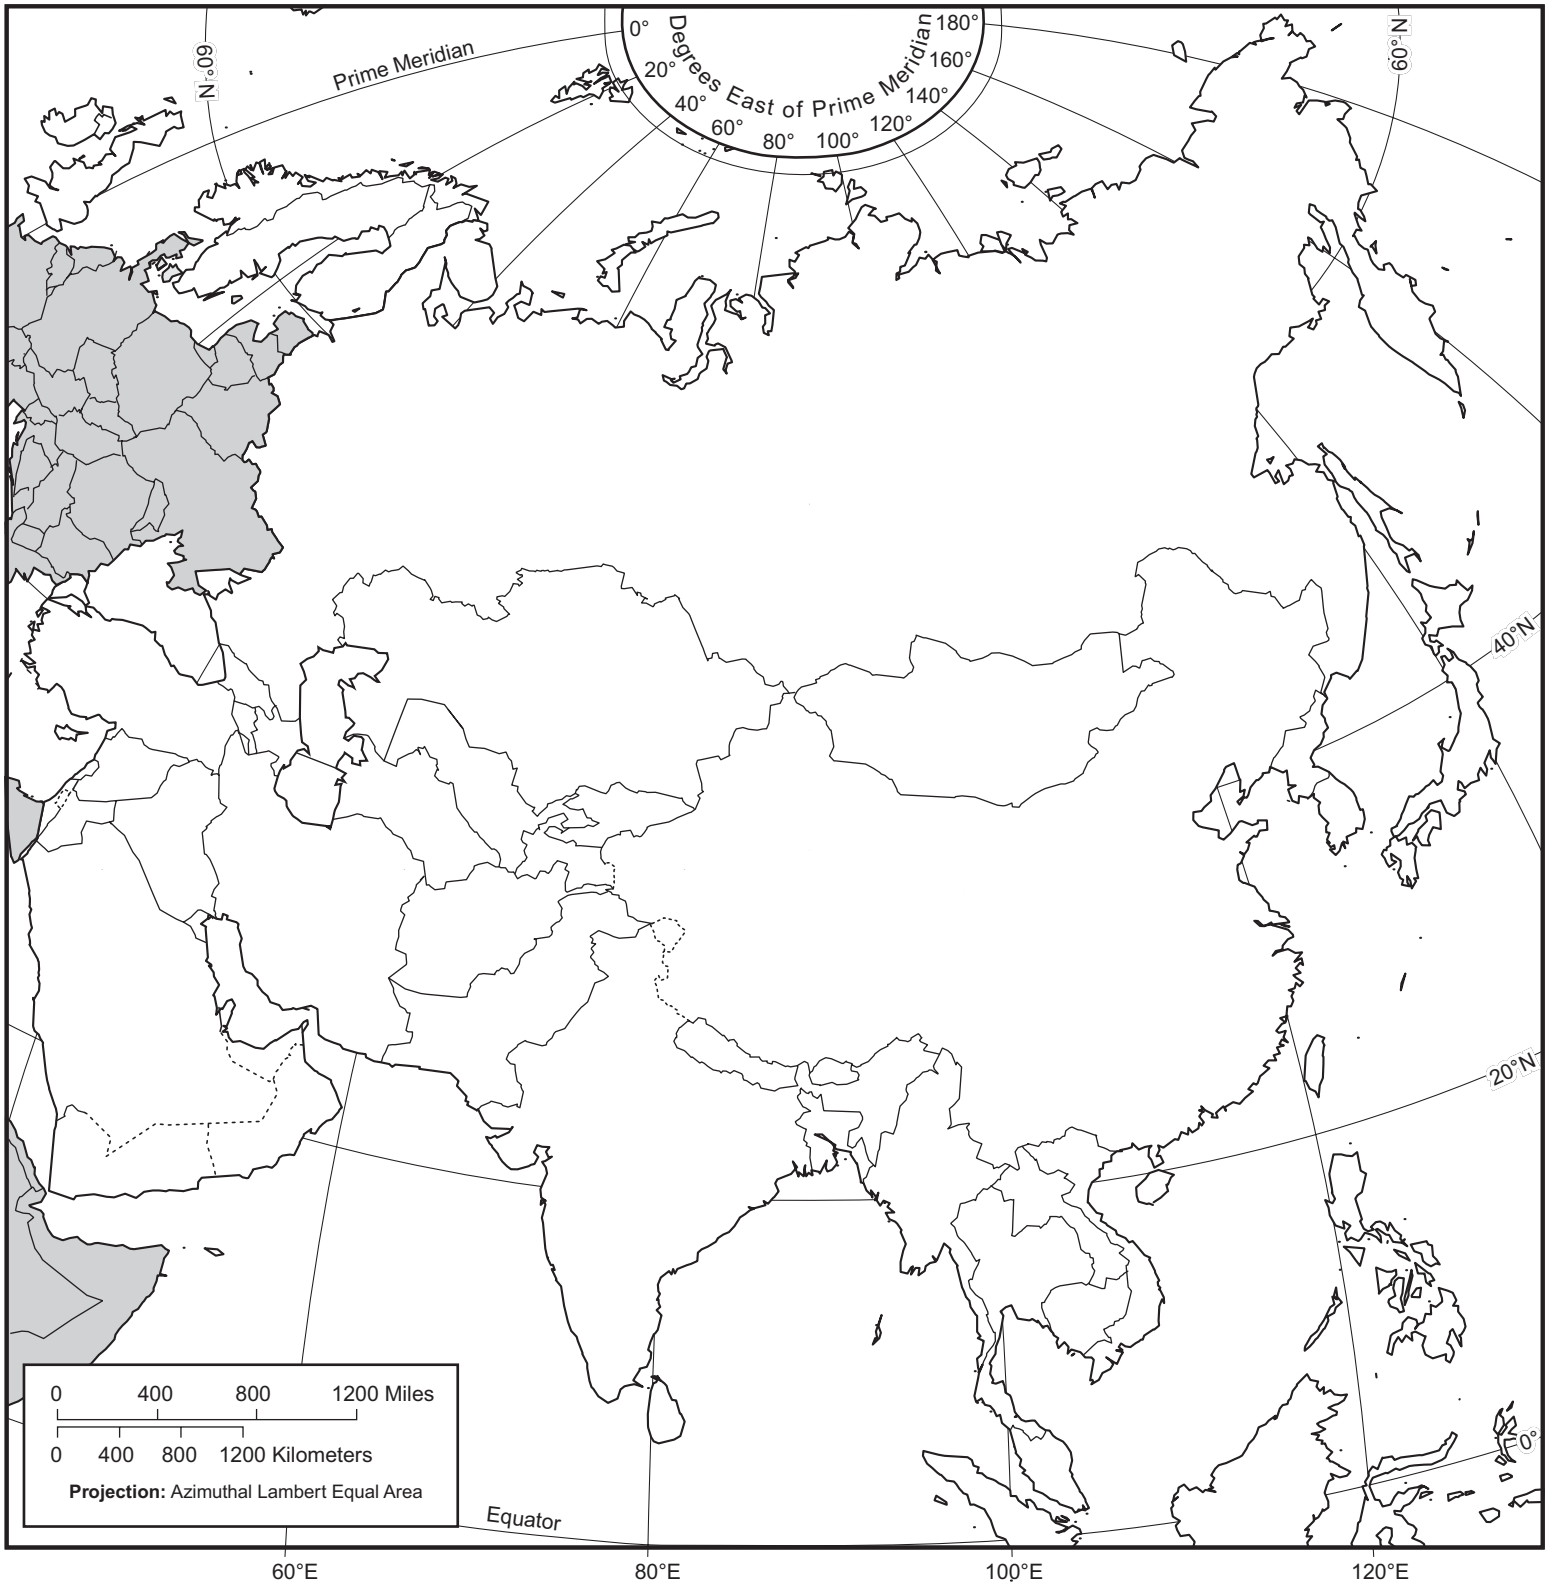 60°N
Prime Meridian
0°
20°
40°
60°
80°
100°
120°
140°
160°
180°
Degrees East of Prime Meridian
60°N
40°N
20°N
0°
0 400 800 1200 Miles
0 400 800 1200 Kilometers
Projection: Azimuthal Lambert Equal Area
Equator
60°E 80°E 100°E 120°E